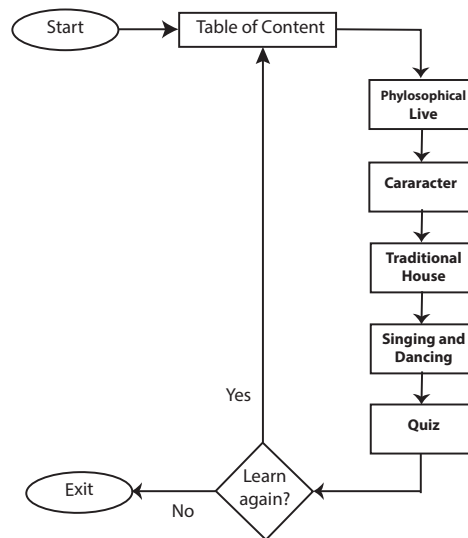 Start
Table of Content
Phylosophical
Live
Cararacter
Traditional
House
Singing and
Dancing
Quiz
Yes
Learn
again?
No
Exit